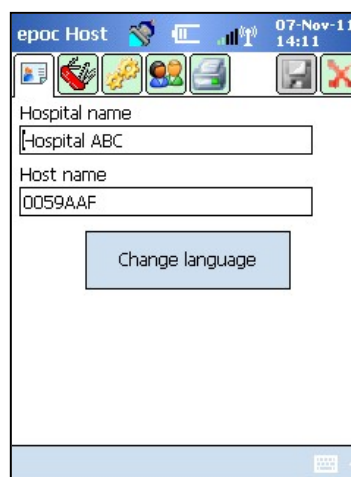 epoc Host
07-Nov-11
14:11
Hospital name
Hospital ABC
Host name
0059AAF
Change language